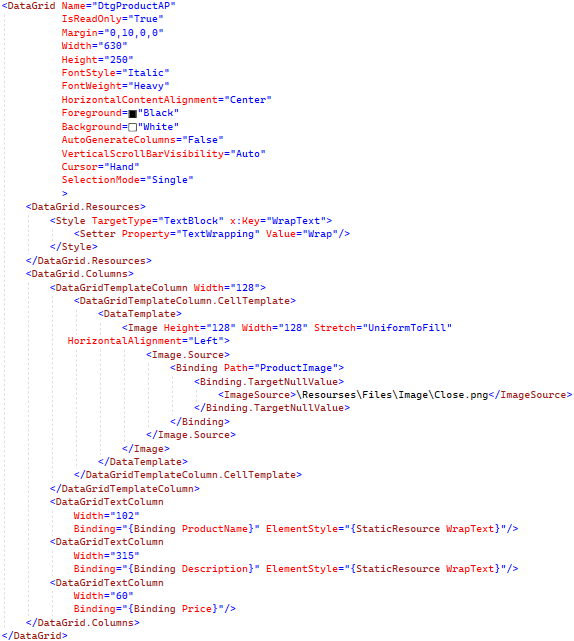 <DataGrid Name="DtgProductAP"
IsReadOnly="True"
Margin="0,10,0,0"
Width="630"
Height="250"
FontStyle="Italic"
FontWeight="Heavy"
HorizontalContentAlignment="Center"
Foreground="Black"
Background="White"
AutoGenerateColumns="False"
VerticalScrollBarVisibility="Auto"
Cursor="Hand"
SelectionMode="Single"
>
<DataGrid.Resources>
<Style TargetType="TextBlock" x:Key="WrapText">
<Setter Property="TextWrapping" Value="Wrap"/>
</Style>
</DataGrid.Resources>
<DataGrid.Columns>
<DataGridTemplateColumn Width="128">
<DataGridTemplateColumn.CellTemplate>
<DataTemplate>
<Image Height="128" Width="128" Stretch="UniformToFill"
HorizontalAlignment="Left">
<Image.Source>
<Binding Path="ProductImage">
<Binding.TargetNullValue>
<ImageSource>\Resourses\Files\Image\Close.png</ImageSource>
</Binding.TargetNullValue>
</Binding>
</Image.Source>
</Image>
</DataTemplate>
</DataGridTemplateColumn.CellTemplate>
</DataGridTemplateColumn>
<DataGridTextColumn
Width="102"
Binding="{Binding ProductName}" ElementStyle="{StaticResource WrapText}"/>
<DataGridTextColumn
Width="315"
Binding="{Binding Description}" ElementStyle="{StaticResource WrapText}"/>
<DataGridTextColumn
Width="60"
Binding="{Binding Price}"/>
</DataGrid.Columns>
</DataGrid>